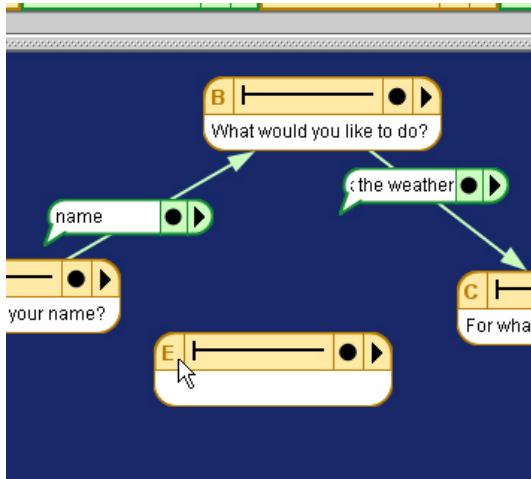 B
What would you like to do?
the weather
name
C
your name?
For wha
E